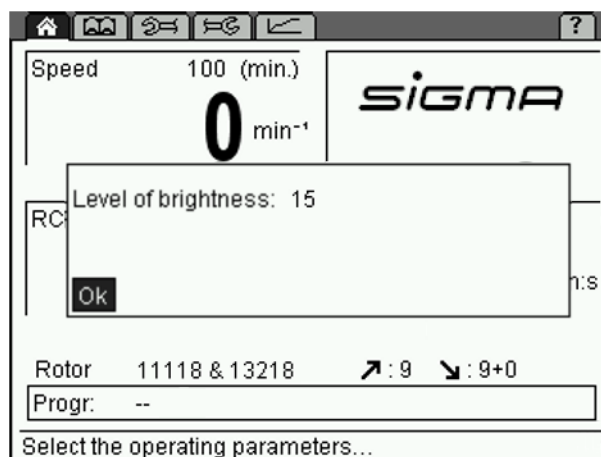 ?
Speed 100 (min.)
0 min⁻¹
sigma
Level of brightness: 15
RC
Ok
n:s
Rotor 11118 & 13218 ↗ : 9 ↘ : 9+0
Progr: --
Select the operating parameters...